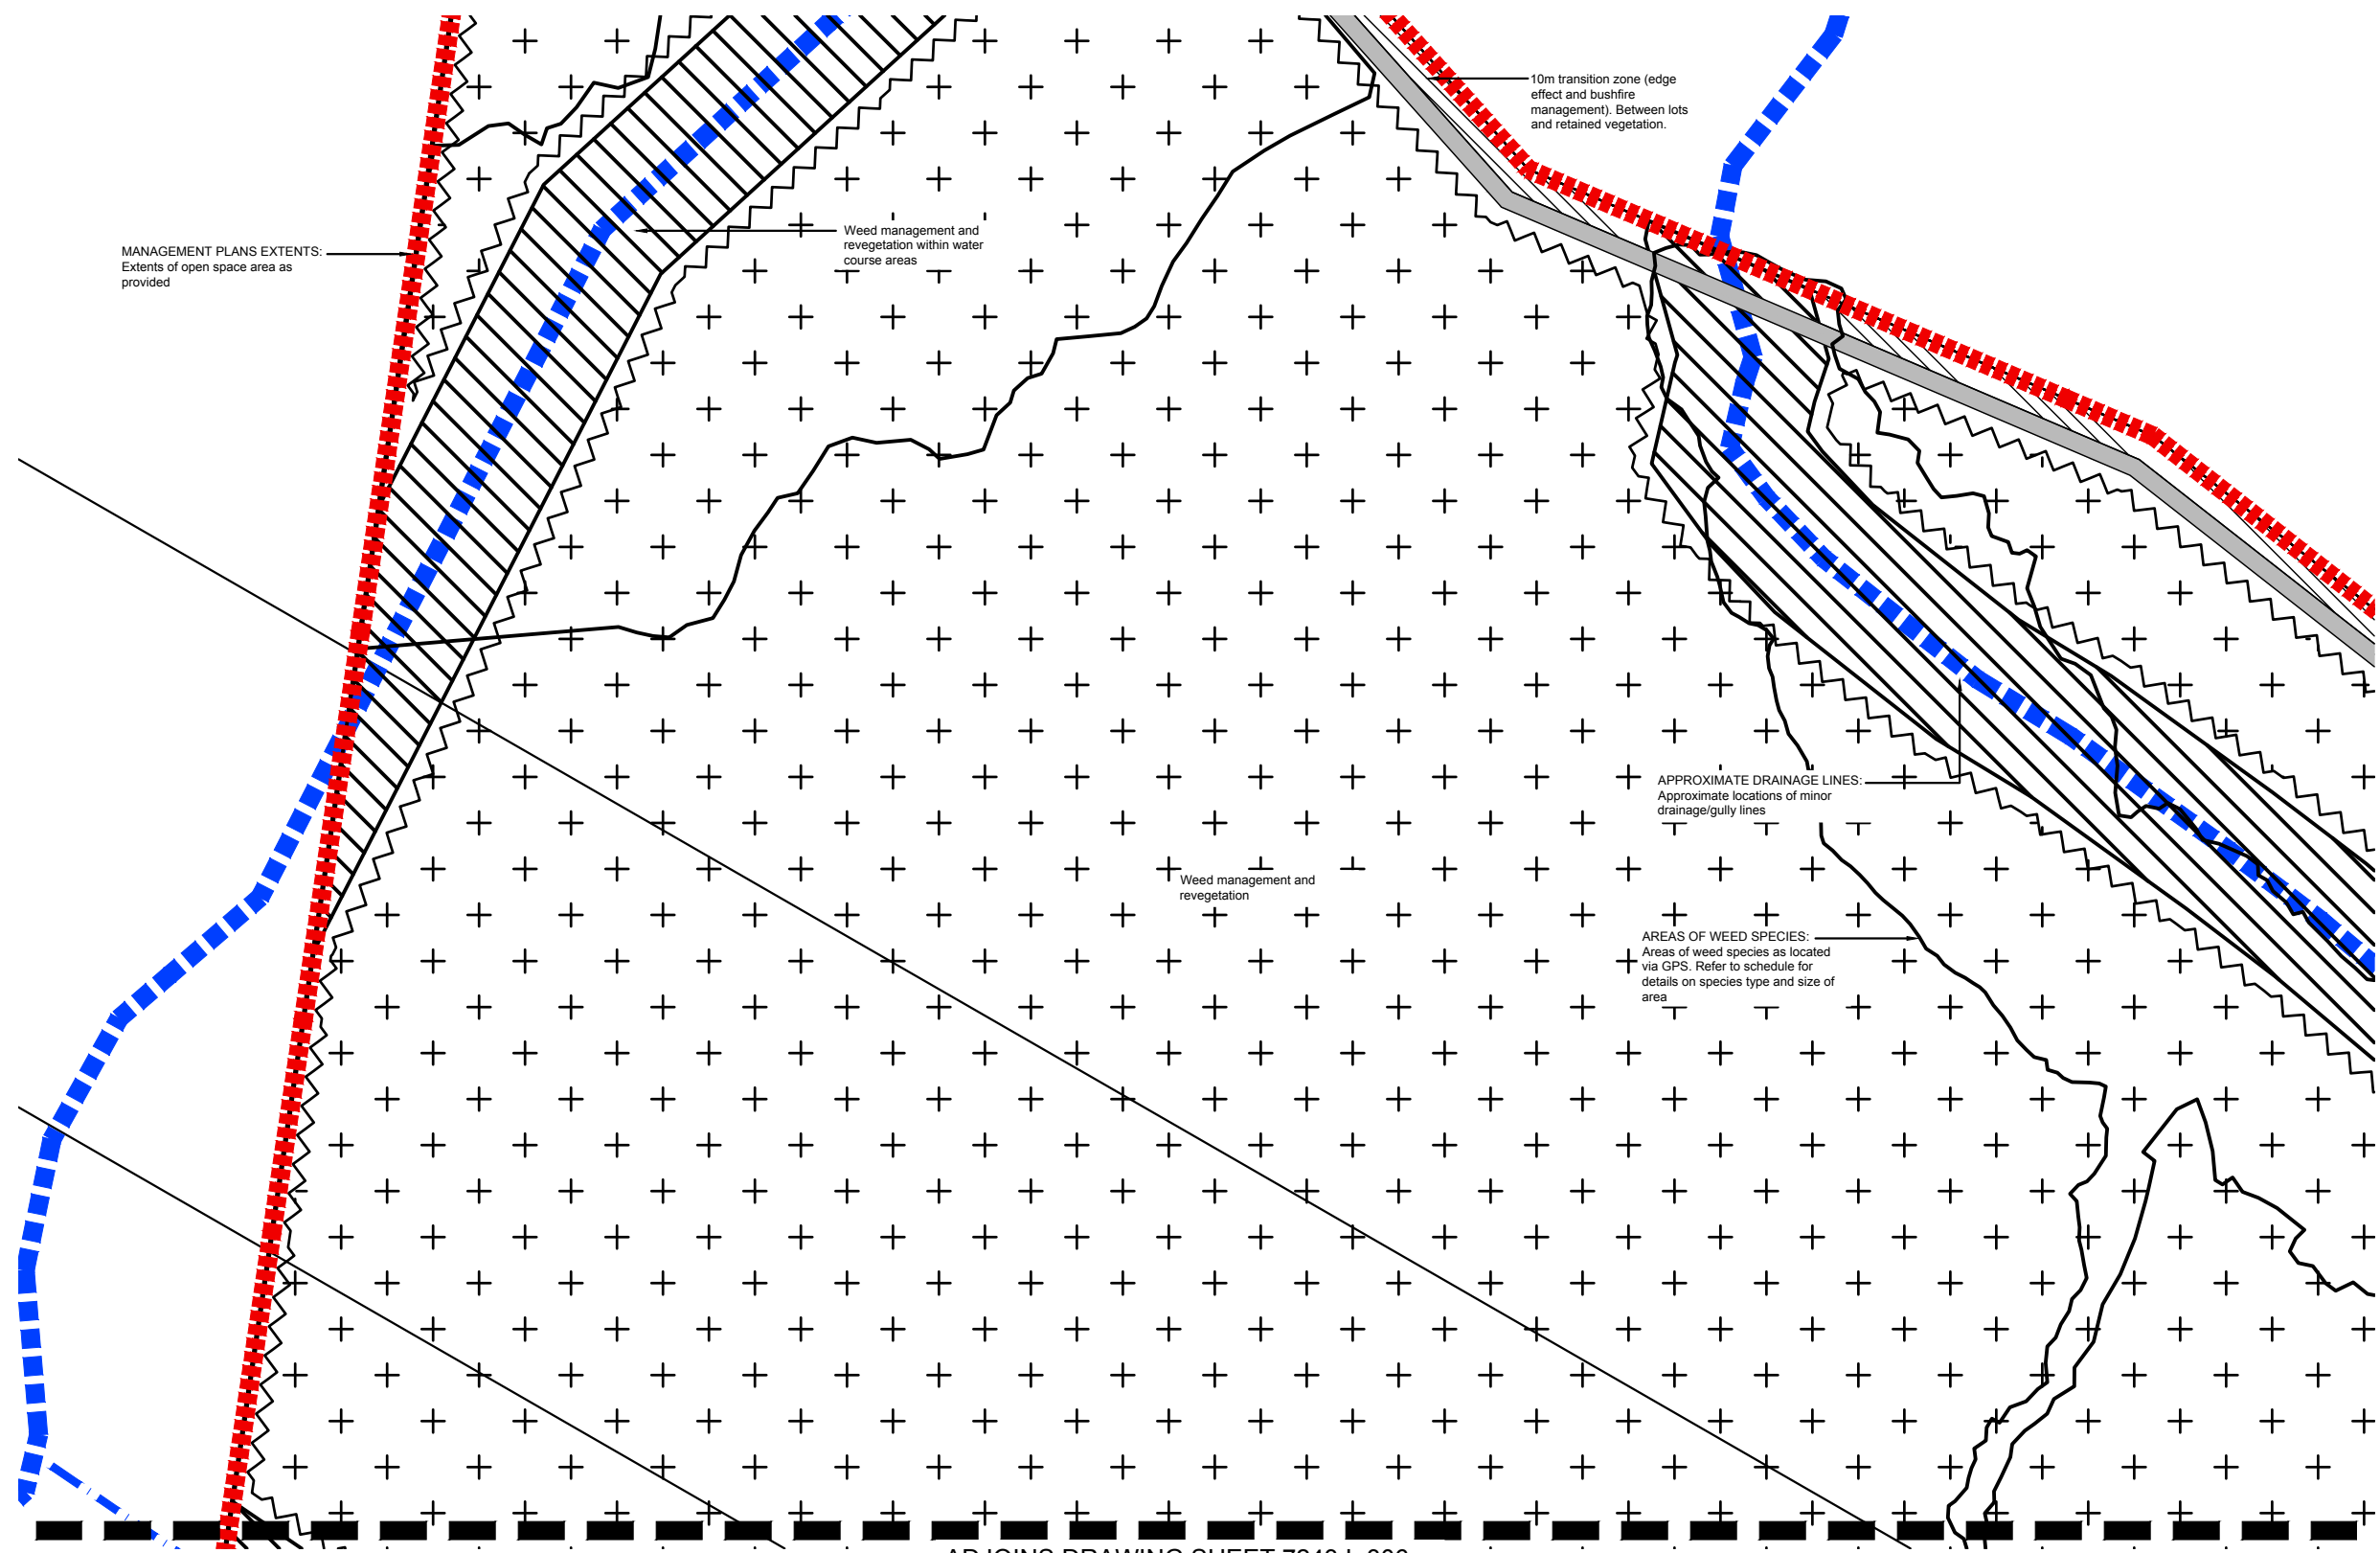 10m transition zone (edge
effect and bushfire
management). Between lots
and retained vegetation.
MANAGEMENT PLANS EXTENTS:
Extents of open space area as
provided
Weed management and
revegetation within water
course areas
APPROXIMATE DRAINAGE LINES:
Approximate locations of minor
drainage/gully lines
Weed management and
revegetation
AREAS OF WEED SPECIES:
Areas of weed species as located
via GPS. Refer to schedule for
details on species type and size of
area
ADJOINS DRAWING SHEET